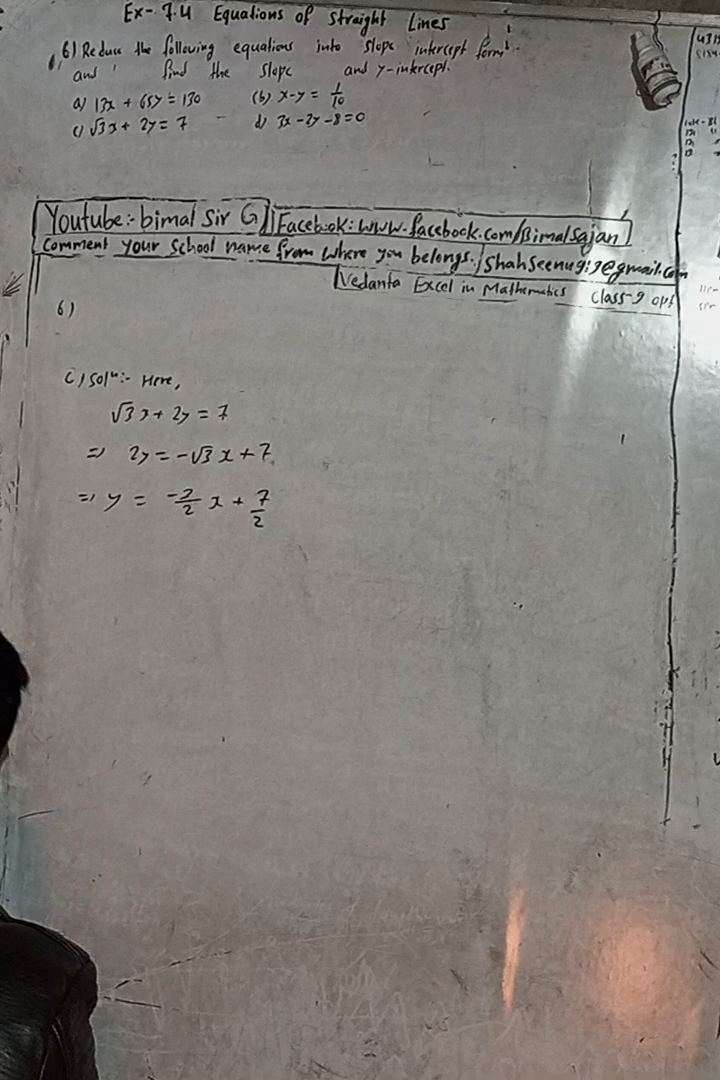 Ex- 7.4 Equations of Straight Lines
6) Reduce the following equations into slope intercept form
and find the slope and y-intercept.
a) 13x + 65y = 130 (b) x-y = 1/10
c) √3x + 2y = 7 d) 3x - 2y - 8 = 0
Youtube:- bimal Sir G Facebook: www.facebook.com/Bimalsajan
Comment your School name from where you belongs. / Shahseenu913@gmail.com
Vedanta Excel in Mathematics class-9 opt
6)
C) Solⁿ:- Here,
√3x + 2y = 7
=> 2y = -√3x + 7
=> y = -3/2 x + 7/2